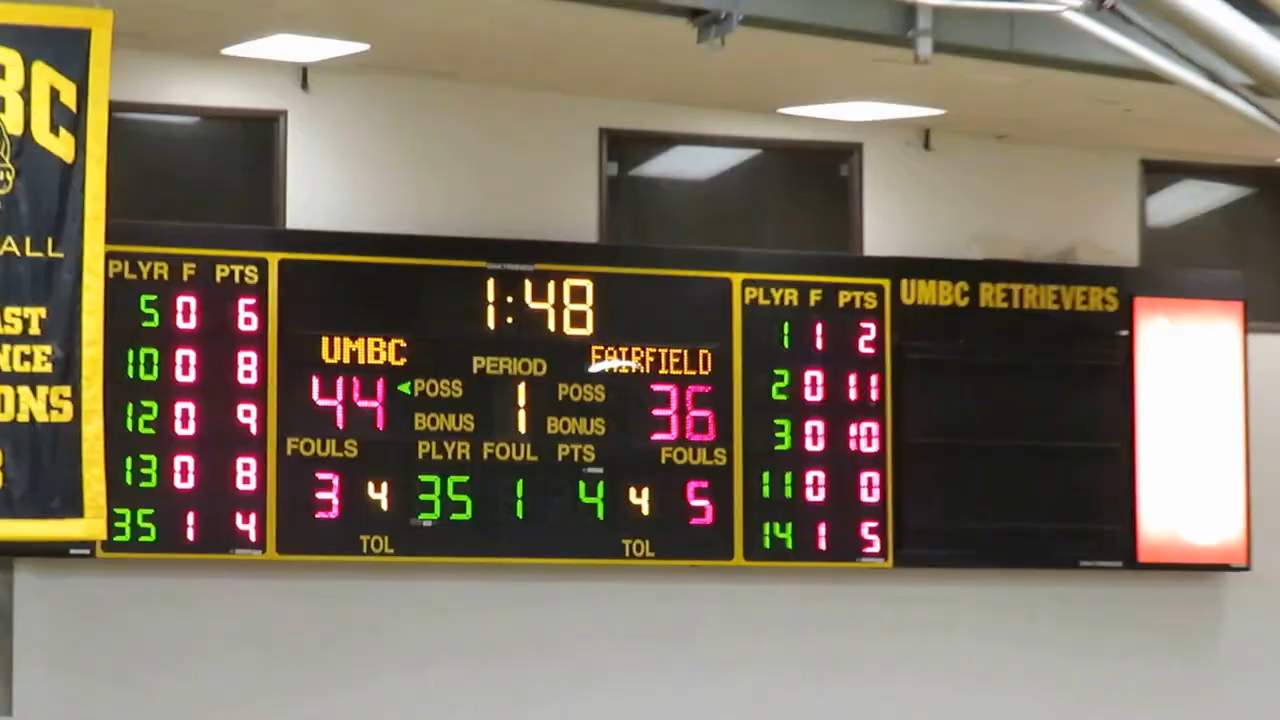 BC
ALL
AST
NCE
ONS
PLYR F PTS
5 0 6
10 0 8
12 0 9
13 0 8
35 1 4
1:48
UMBC
FAIRFIELD
PERIOD
44
POSS
1
POSS
36
BONUS
BONUS
FOULS
PLYR FOUL PTS
FOULS
3 4 35 1 4 4 5
TOL
TOL
PLYR F PTS
1 1 2
2 0 11
3 0 10
11 0 0
14 1 5
UMBC RETRIEVERS